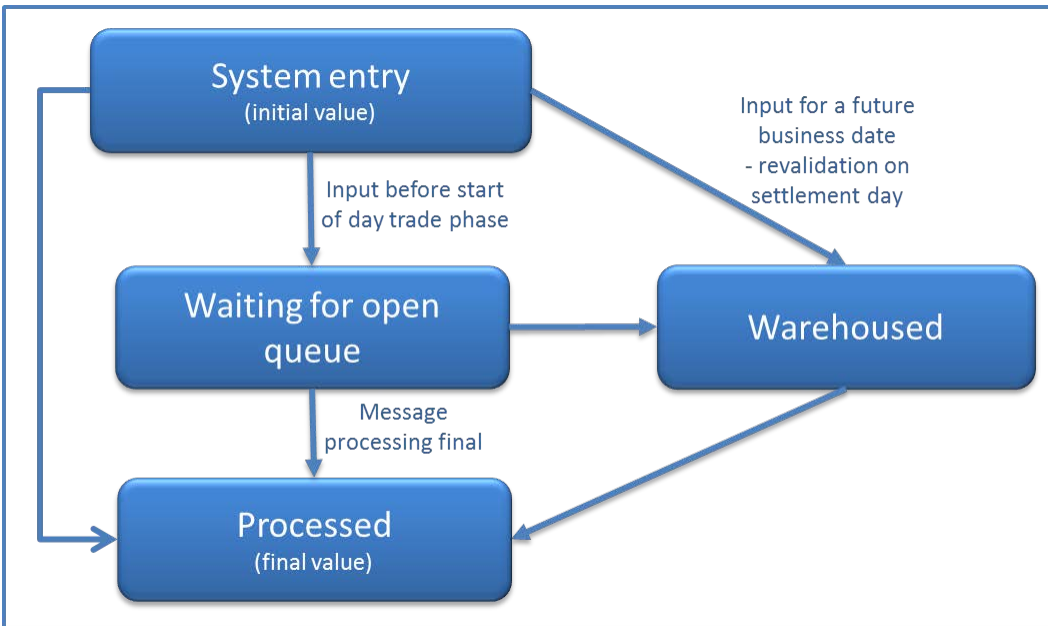 System entry
(initial value)
Input for a future
business date
- revalidation on
settlement day
Input before start
of day trade phase
Waiting for open
queue
Warehoused
Message
processing final
Processed
(final value)